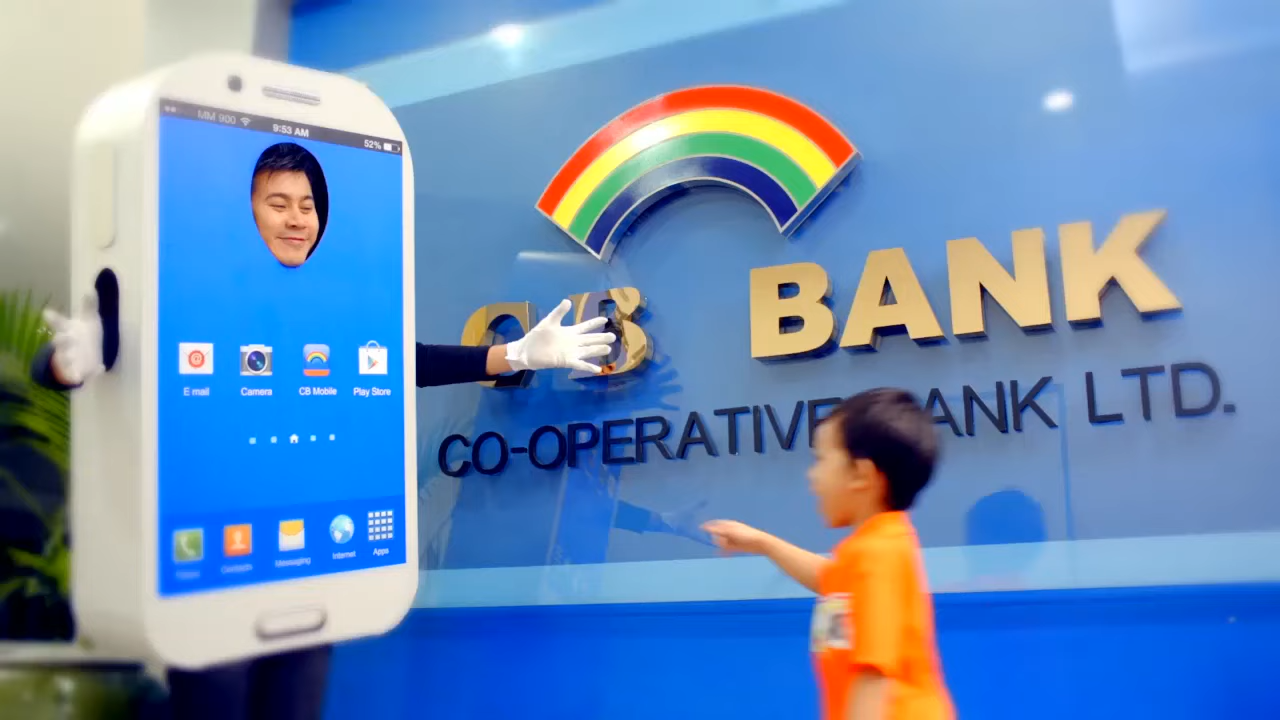 MM 900
9:53 AM
52%
E mail
Camera
CB Mobile
Play Store
Contacts
Messaging
Internet
Apps
CB BANK
CO-OPERATIVE BANK LTD.